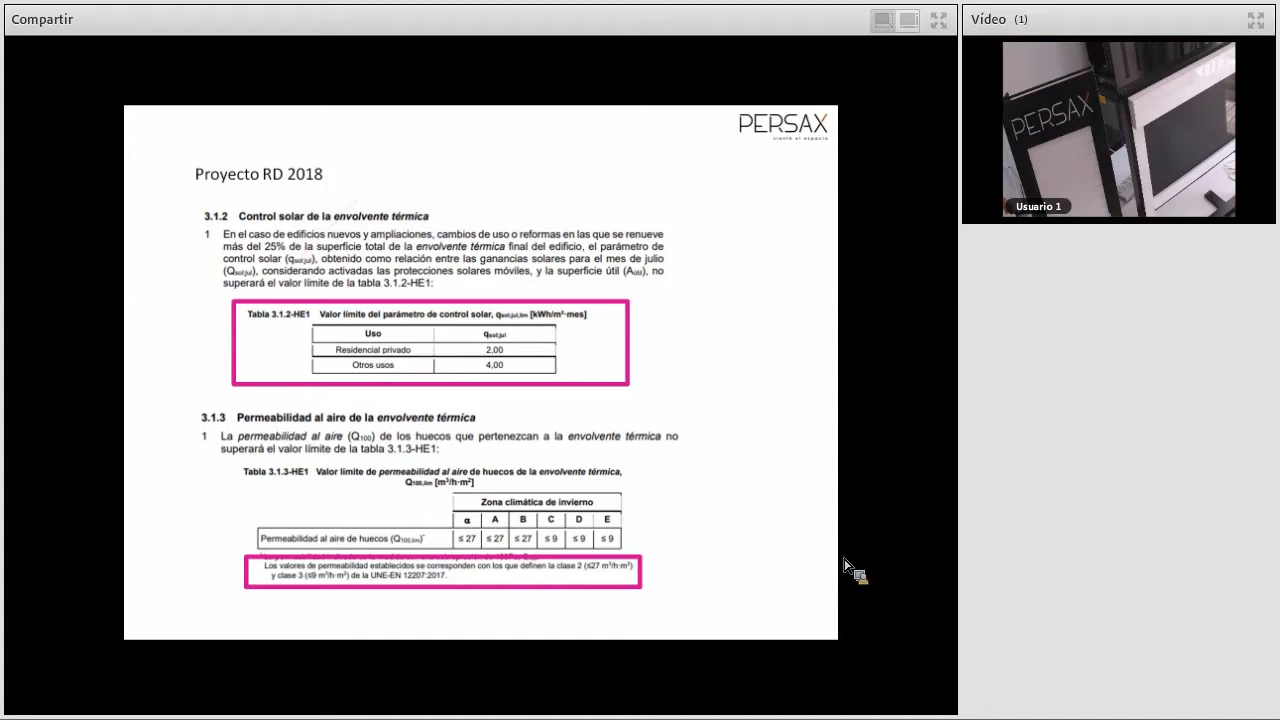 Compartir
Vídeo (1)
PERSAX
siente el espacio
PERSAX
Usuario 1
Proyecto RD 2018
3.1.2 Control solar de la envolvente térmica
1 En el caso de edificios nuevos y ampliaciones, cambios de uso o reformas en las que se renueve
más del 25% de la superficie total de la envolvente térmica final del edificio, el parámetro de
control solar (qsol;jul), obtenido como relación entre las ganancias solares para el mes de julio
(Qsol;jul), considerando activadas las protecciones solares móviles, y la superficie útil (Aútil), no
superará el valor límite de la tabla 3.1.2-HE1:
Tabla 3.1.2-HE1 Valor límite del parámetro de control solar, qsol;jul,lim [kWh/m²·mes]
Uso qsol;jul
Residencial privado 2,00
Otros usos 4,00
3.1.3 Permeabilidad al aire de la envolvente térmica
1 La permeabilidad al aire (Q100) de los huecos que pertenezcan a la envolvente térmica no
superará el valor límite de la tabla 3.1.3-HE1:
Tabla 3.1.3-HE1 Valor límite de permeabilidad al aire de huecos de la envolvente térmica,
Q100,lim [m³/h·m²]
Zona climática de invierno
α A B C D E
Permeabilidad al aire de huecos (Q100,lim)* ≤ 27 ≤ 27 ≤ 27 ≤ 9 ≤ 9 ≤ 9
Los valores de permeabilidad establecidos se corresponden con los que definen la clase 2 (≤27 m³/h·m²)
y clase 3 (≤9 m³/h·m²) de la UNE-EN 12207:2017.